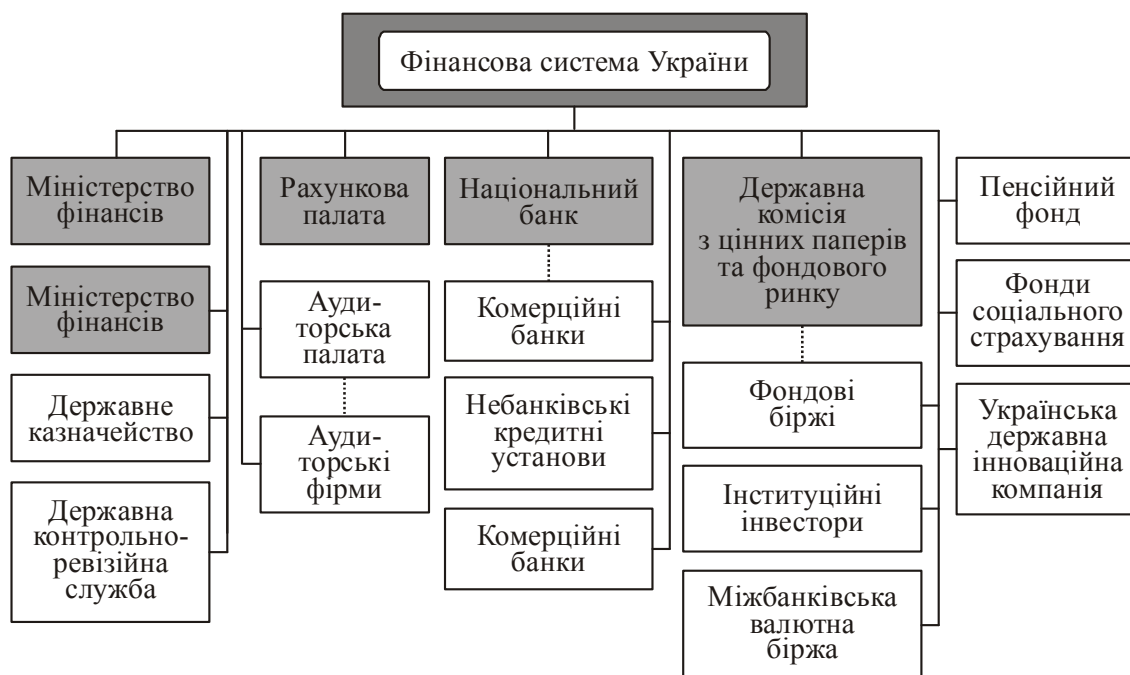 Фінансова система України
Міністерство
фінансів
Міністерство
фінансів
Державне
казначейство
Державна
контрольно-
ревізійна
служба
Рахункова
палата
Ауди-
торська
палата
Ауди-
торські
фірми
Національний
банк
Комерційні
банки
Небанківські
кредитні
установи
Комерційні
банки
Державна
комісія
з цінних паперів
та фондового
ринку
Фондові
біржі
Інституційні
інвестори
Міжбанківська
валютна
біржа
Пенсійний
фонд
Фонди
соціального
страхування
Українська
державна
інноваційна
компанія